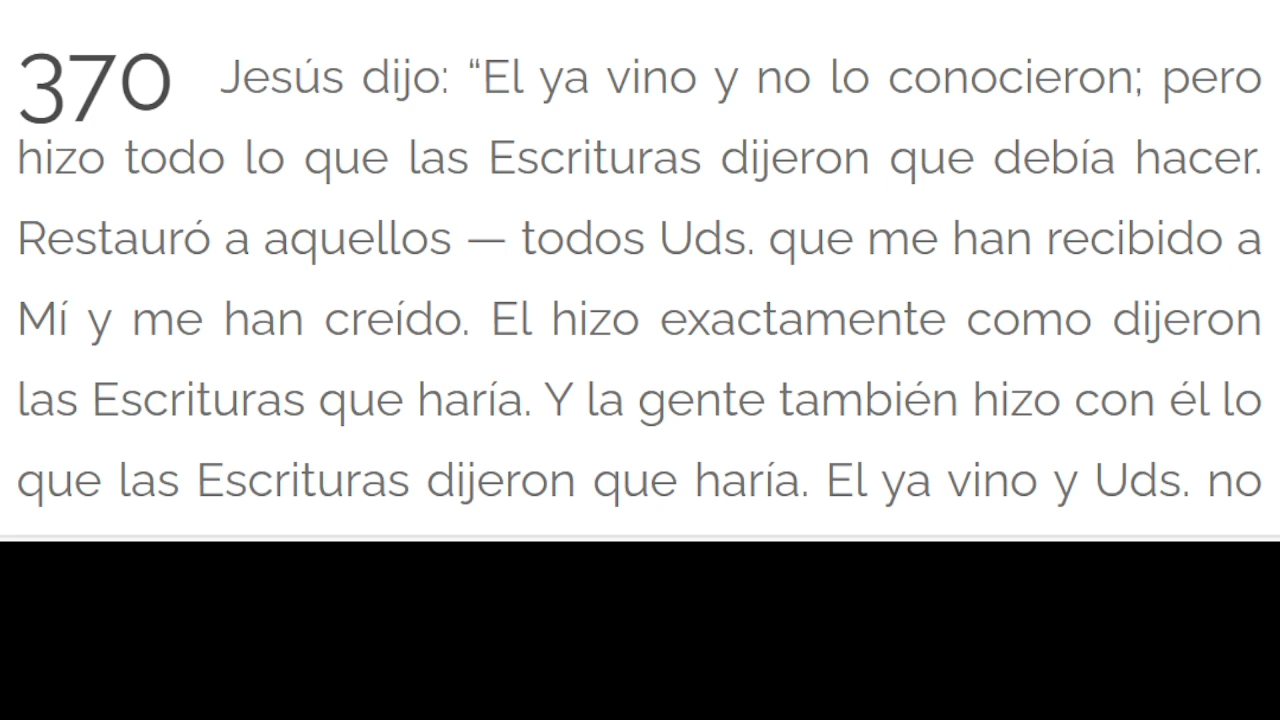 370 Jesús dijo: “El ya vino y no lo conocieron; pero
hizo todo lo que las Escrituras dijeron que debía hacer.
Restauró a aquellos — todos Uds. que me han recibido a
Mí y me han creído. El hizo exactamente como dijeron
las Escrituras que haría. Y la gente también hizo con él lo
que las Escrituras dijeron que haría. El ya vino y Uds. no